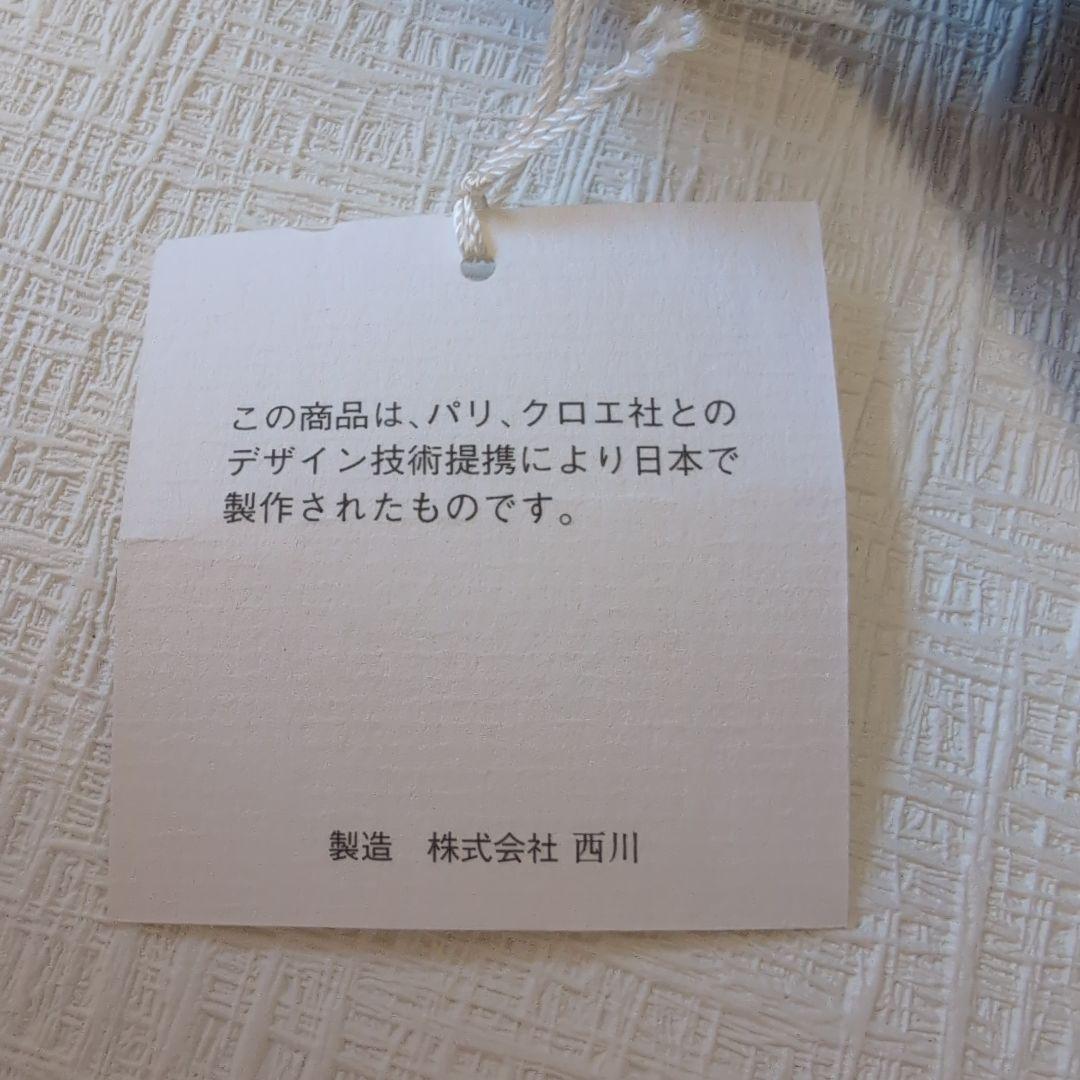 この商品は、パリ、クロエ社との
デザイン技術提携により日本で
製作されたものです。
製造　株式会社 西川